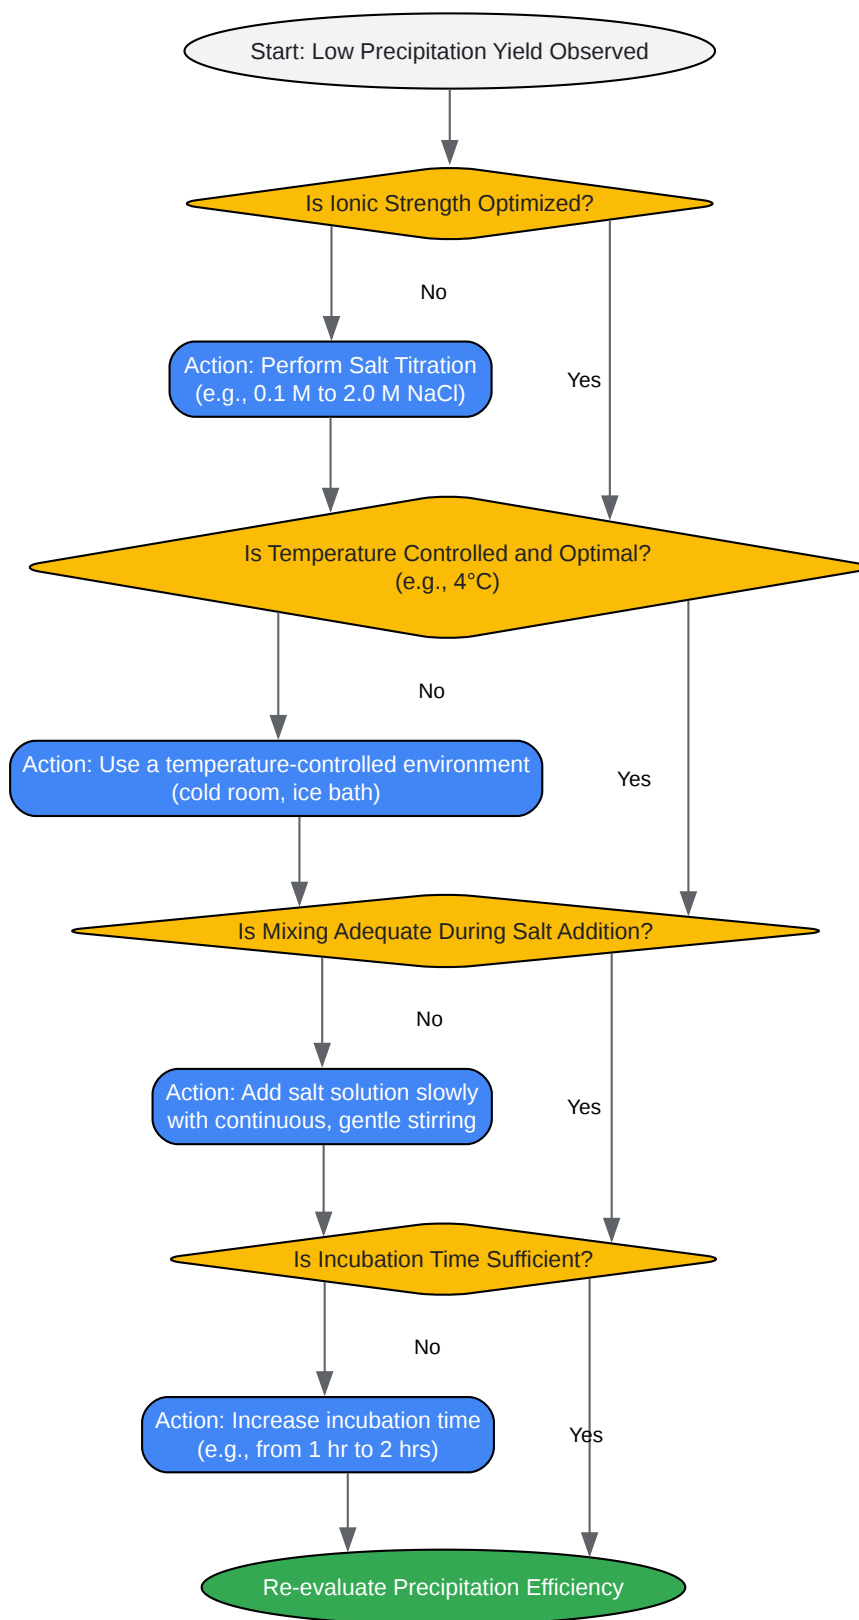 Start: Low Precipitation Yield Observed
Is Ionic Strength Optimized?
No
Action: Perform Salt Titration
(e.g., 0.1 M to 2.0 M NaCl)
Yes
Is Temperature Controlled and Optimal?
(e.g., 4°C)
No
Action: Use a temperature-controlled environment
(cold room, ice bath)
Yes
Is Mixing Adequate During Salt Addition?
No
Action: Add salt solution slowly
with continuous, gentle stirring
Yes
Is Incubation Time Sufficient?
No
Action: Increase incubation time
(e.g., from 1 hr to 2 hrs)
Yes
Re-evaluate Precipitation Efficiency